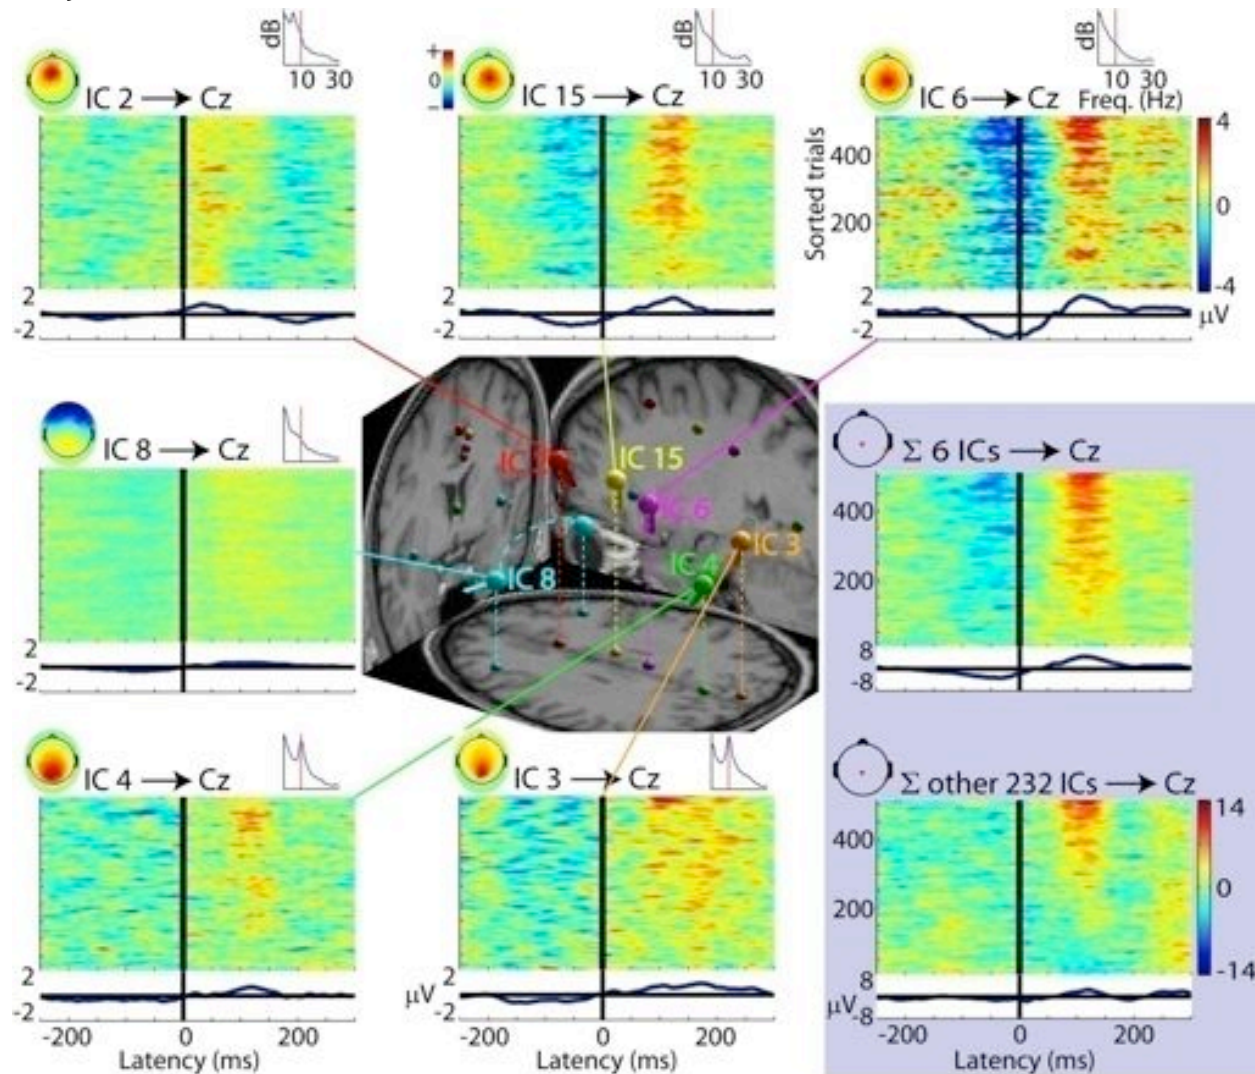 dB
10 30
IC 2 → Cz
2
-2
+
0
−
dB
10 30
IC 15 → Cz
dB
10 30
IC 6 → Cz Freq. (Hz)
Sorted trials
400
200
2
-2
4
0
-4
μV
IC 8 → Cz
2
-2
IC 15
IC 6
IC 3
IC 4
IC 8
Σ 6 ICs → Cz
400
200
8
-8
IC 4 → Cz
2
-2
-200 0 200
Latency (ms)
IC 3 → Cz
μV
2
-2
-200 0 200
Latency (ms)
Σ other 232 ICs → Cz
400
200
14
0
-14
8
μV-8
-200 0 200
Latency (ms)